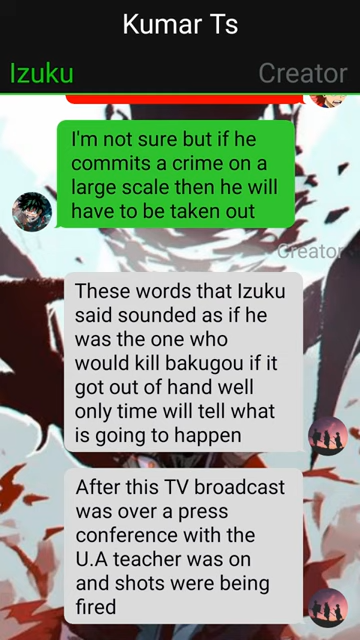 Kumar Ts
Izuku
Creator
I'm not sure but if he
commits a crime on a
large scale then he will
have to be taken out
Creator
These words that Izuku
said sounded as if he
was the one who
would kill bakugou if it
got out of hand well
only time will tell what
is going to happen
After this TV broadcast
was over a press
conference with the
U.A teacher was on
and shots were being
fired